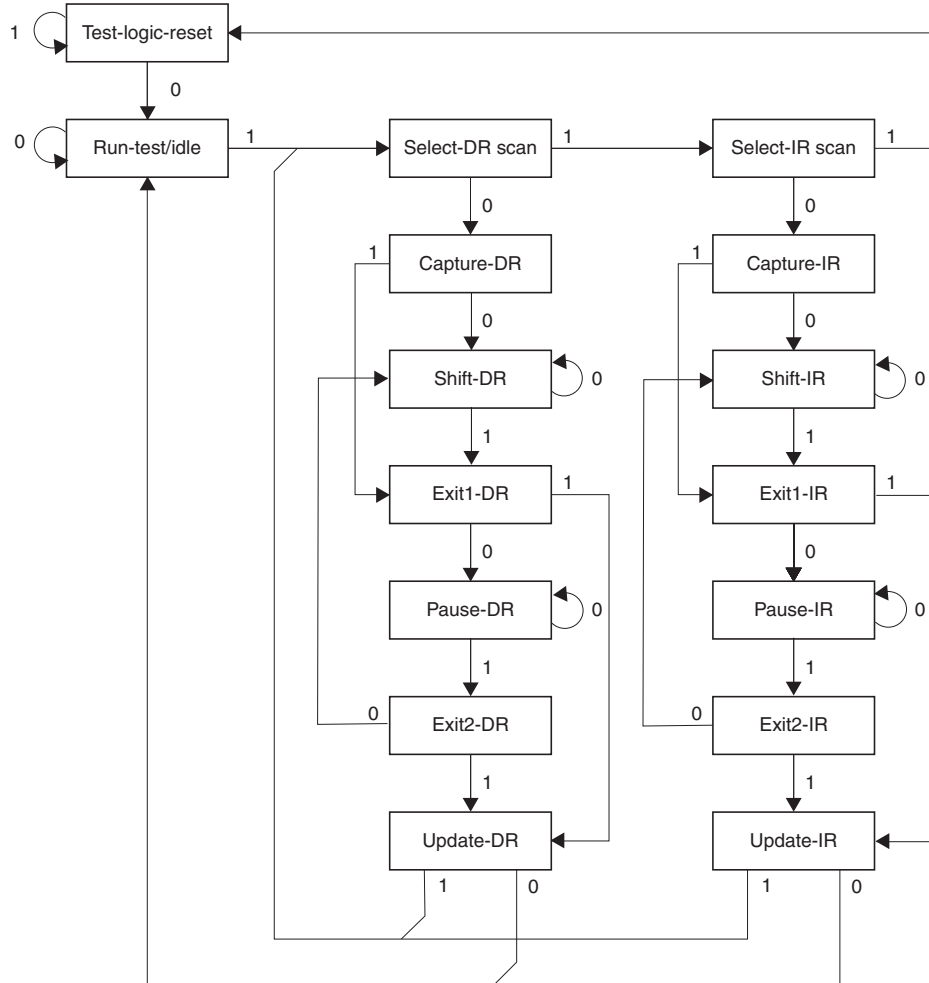 1 Test-logic-reset
0
0 Run-test/idle 1 Select-DR scan 1 Select-IR scan 1
0 0
1 Capture-DR 1 Capture-IR
0 0
Shift-DR 0 Shift-IR 0
1 1
Exit1-DR 1 Exit1-IR 1
0 0
Pause-DR 0 Pause-IR 0
1 1
0 Exit2-DR 0 Exit2-IR
1 1
Update-DR Update-IR
1 0 1 0